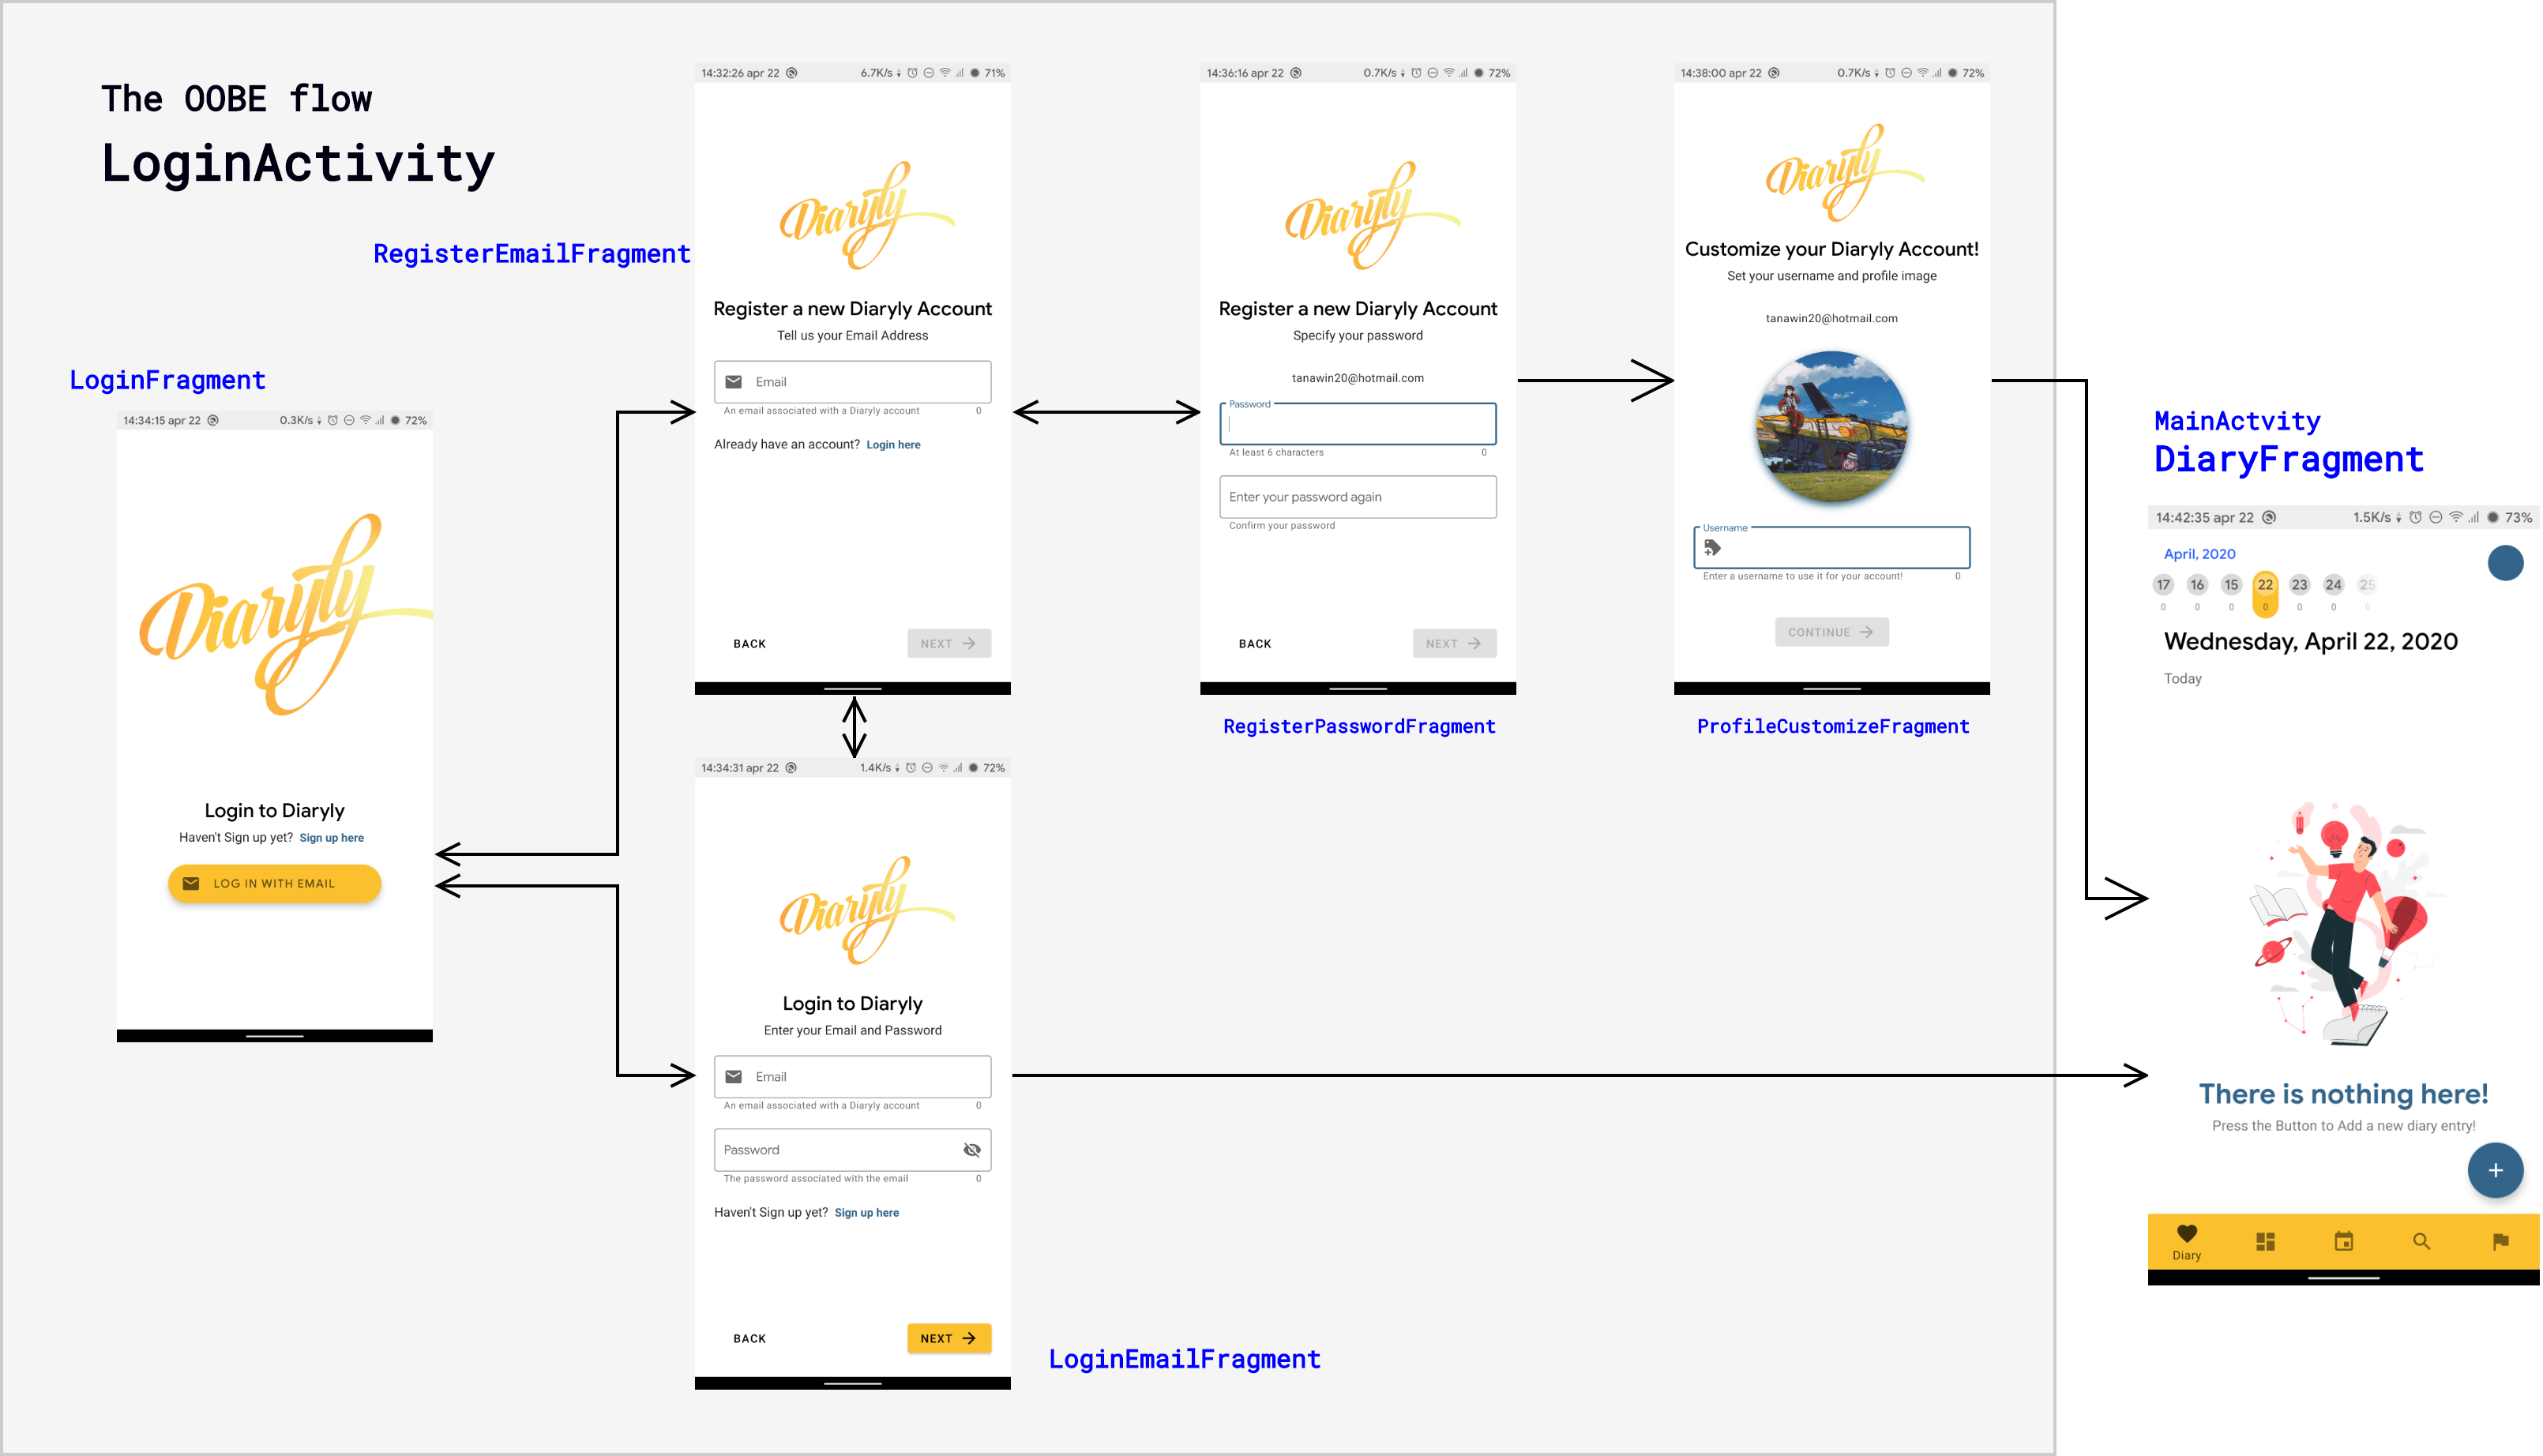 The OOBE flow
LoginActivity
LoginFragment
14:34:15 apr 22 0.3K/s 72%
Diaryly
Login to Diaryly
Haven't Sign up yet? Sign up here
LOG IN WITH EMAIL
RegisterEmailFragment
14:32:26 apr 22 6.7K/s 71%
Diaryly
Register a new Diaryly Account
Tell us your Email Address
Email
An email associated with a Diaryly account 0
Already have an account? Login here
BACK NEXT
14:34:31 apr 22 1.4K/s 72%
Diaryly
Login to Diaryly
Enter your Email and Password
Email
An email associated with a Diaryly account 0
Password
The password associated with the email 0
Haven't Sign up yet? Sign up here
BACK NEXT
LoginEmailFragment
14:36:16 apr 22 0.7K/s 72%
Diaryly
Register a new Diaryly Account
Specify your password
tanawin20@hotmail.com
Password
At least 6 characters 0
Enter your password again
Confirm your password
BACK NEXT
RegisterPasswordFragment
14:38:00 apr 22 0.7K/s 72%
Diaryly
Customize your Diaryly Account!
Set your username and profile image
tanawin20@hotmail.com
Username
Enter a username to use it for your account! 0
CONTINUE
ProfileCustomizeFragment
MainActvity
DiaryFragment
14:42:35 apr 22 1.5K/s 73%
April, 2020
17 16 15 22 23 24 25
0 0 0 0 0 0 0
Wednesday, April 22, 2020
Today
There is nothing here!
Press the Button to Add a new diary entry!
Diary